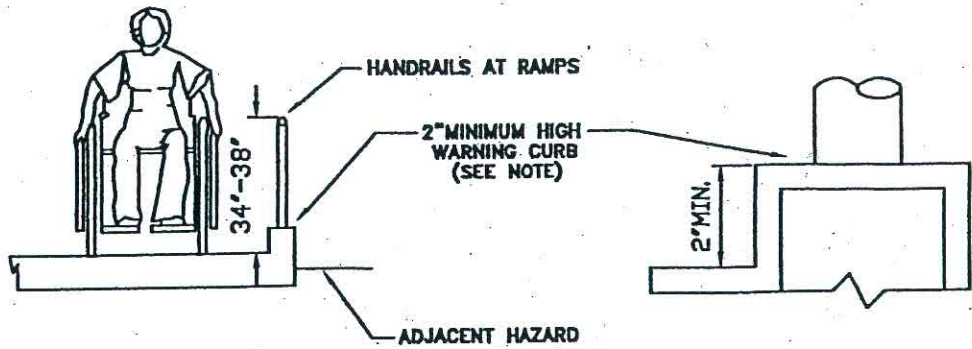 HANDRAILS AT RAMPS
2"MINIMUM HIGH
WARNING CURB
(SEE NOTE)
34"-38"
2"MIN.
ADJACENT HAZARD